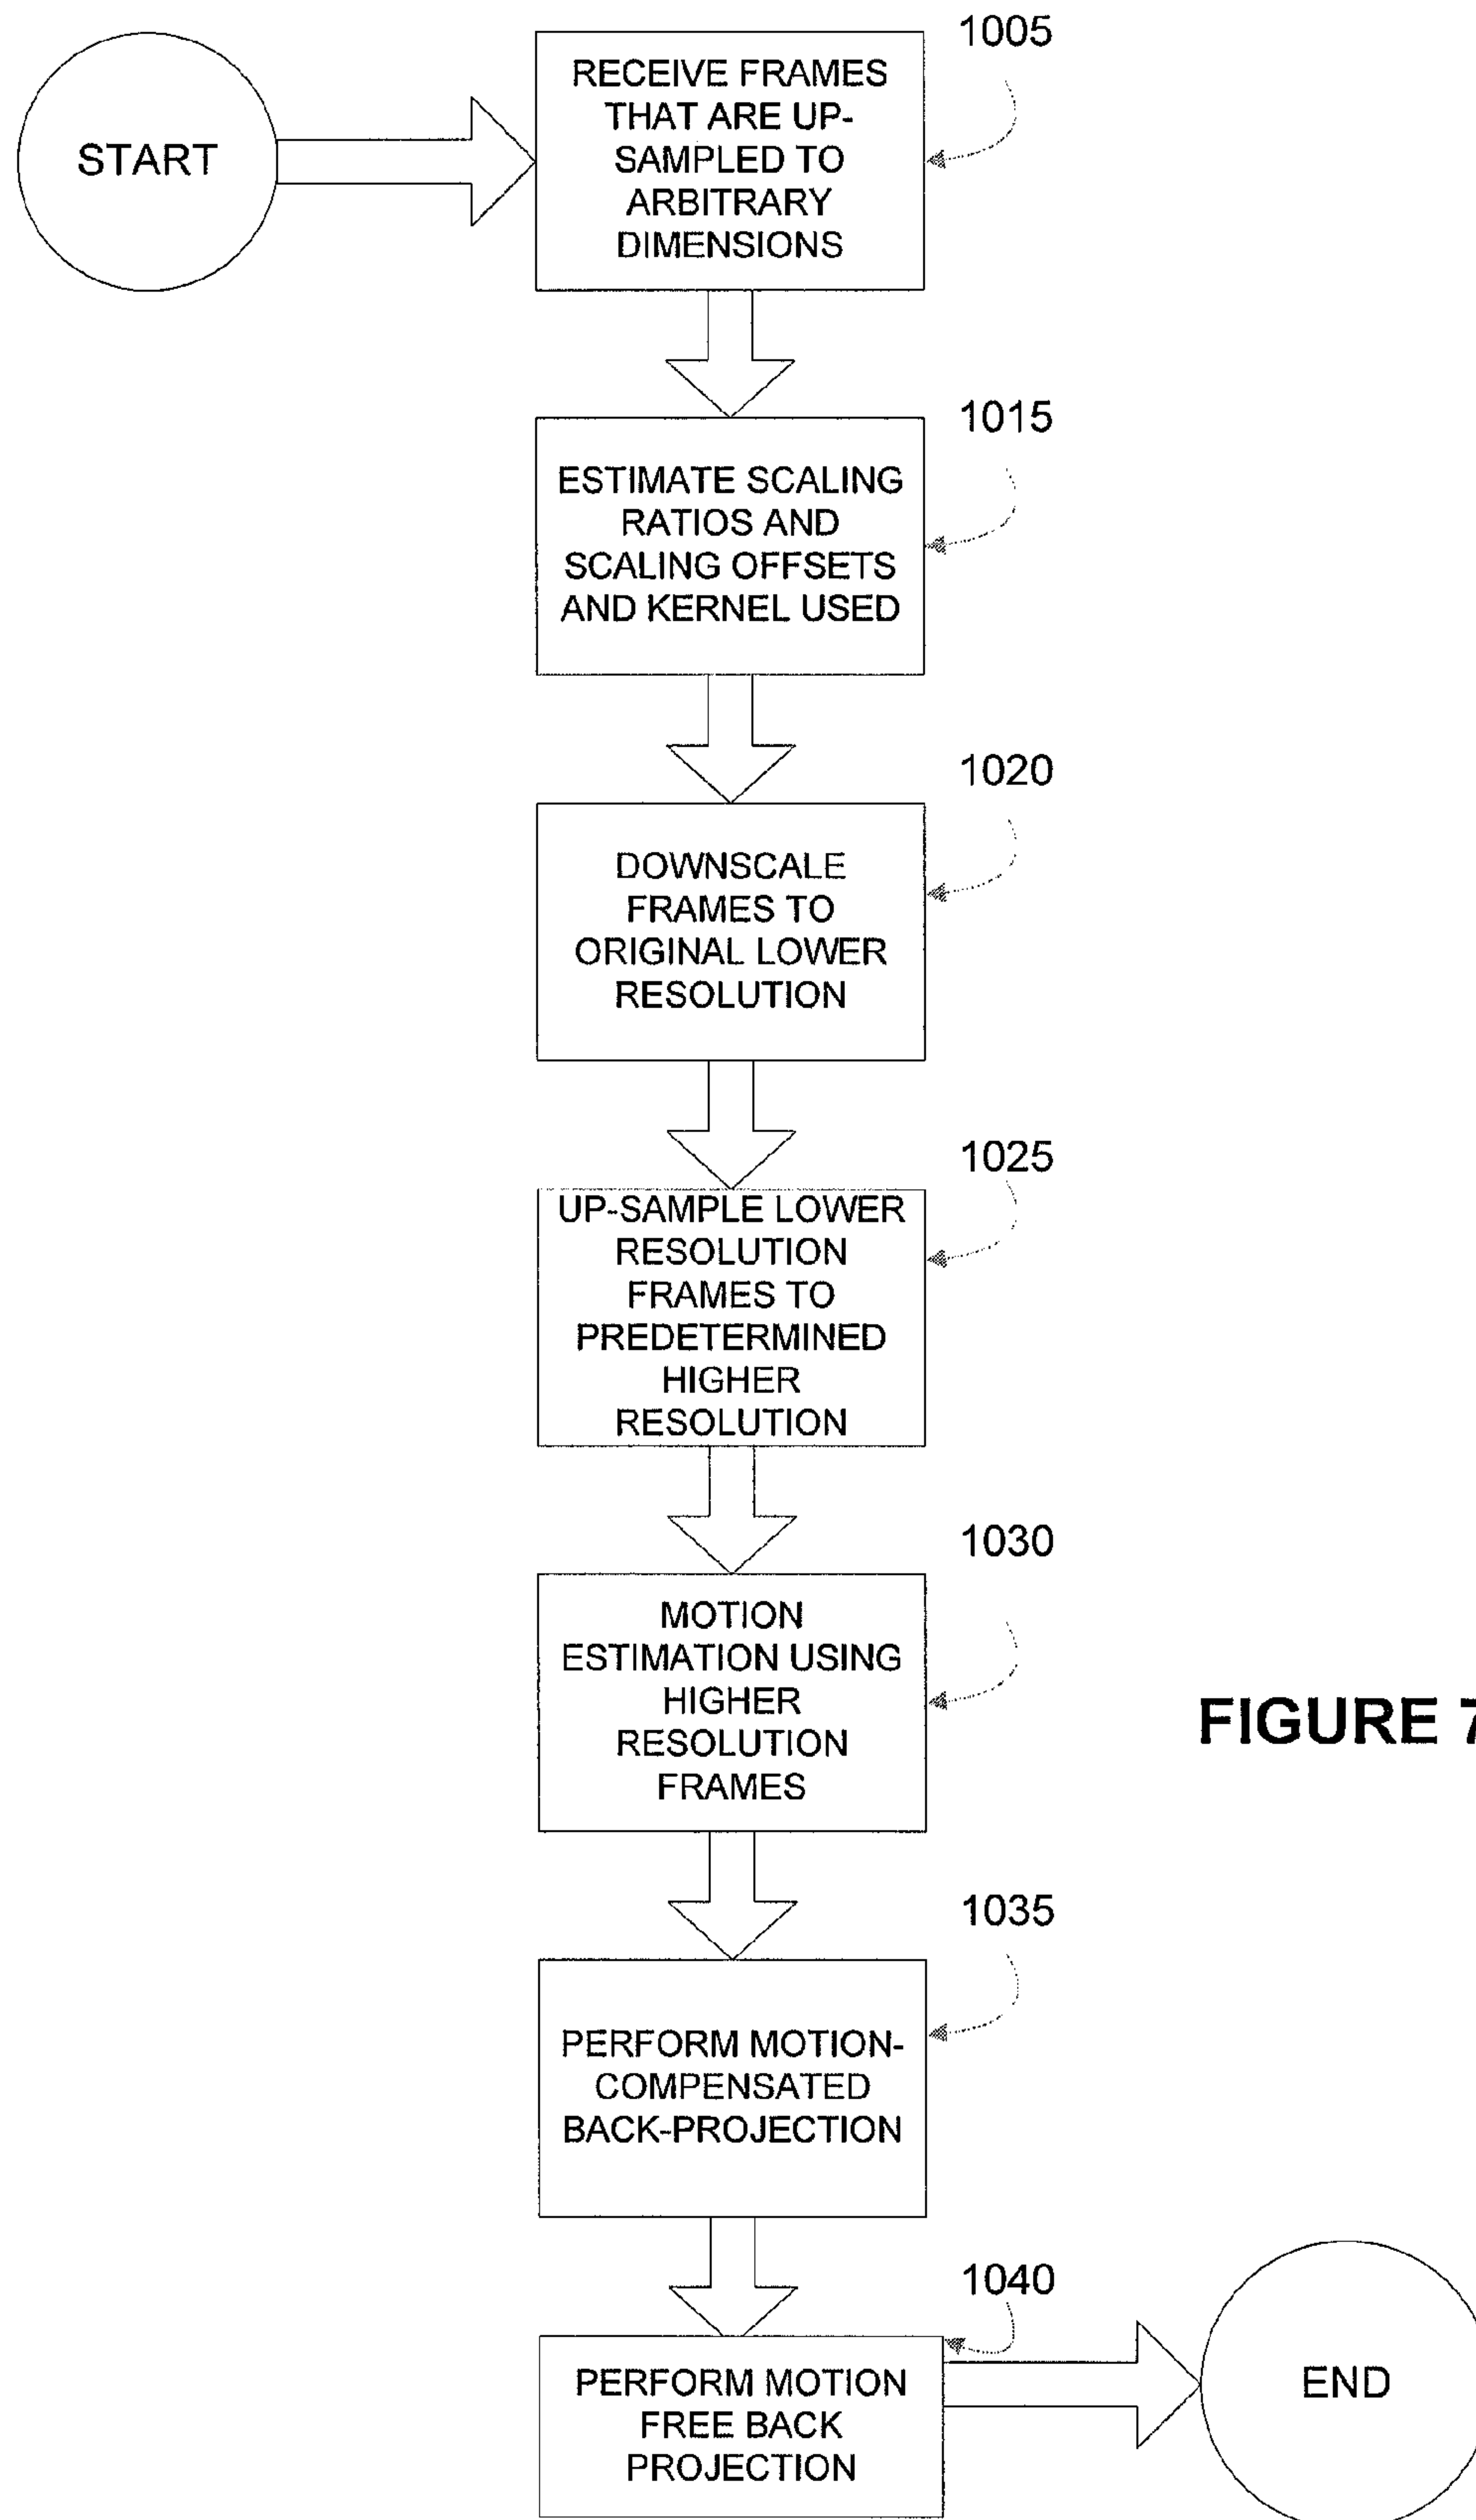 1005
START
RECEIVE FRAMES
THAT ARE UP-
SAMPLED TO
ARBITRARY
DIMENSIONS
1015
ESTIMATE SCALING
RATIOS AND
SCALING OFFSETS
AND KERNEL USED
1020
DOWNSCALE
FRAMES TO
ORIGINAL LOWER
RESOLUTION
1025
UP-SAMPLE LOWER
RESOLUTION
FRAMES TO
PREDETERMINED
HIGHER
RESOLUTION
1030
MOTION
ESTIMATION USING
HIGHER
RESOLUTION
FRAMES
FIGURE 7
1035
PERFORM MOTION-
COMPENSATED
BACK-PROJECTION
1040
PERFORM MOTION
FREE BACK
PROJECTION
END